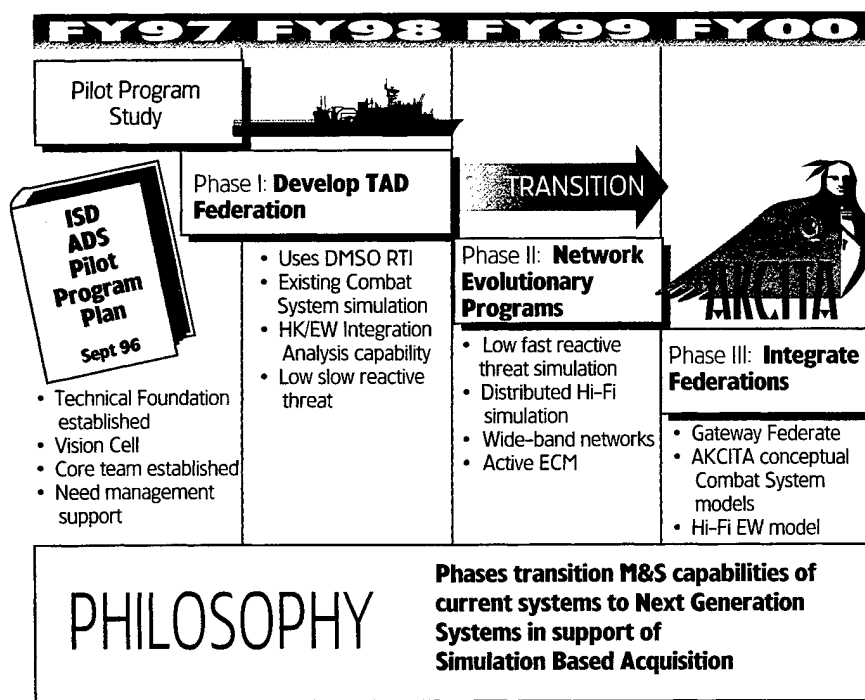 FY97 FY98 FY99 FY00
Pilot Program
Study
ISD
ADS
Pilot
Program
Plan
Sept 96
• Technical Foundation
established
• Vision Cell
• Core team established
• Need management
support
Phase I: Develop TAD
Federation
• Uses DMSO RTI
• Existing Combat
System simulation
• HK/EW Integration
Analysis capability
• Low slow reactive
threat
TRANSITION
Phase II: Network
Evolutionary
Programs
• Low fast reactive
threat simulation
• Distributed Hi-Fi
simulation
• Wide-band networks
• Active ECM
AKCITA
Phase III: Integrate
Federations
• Gateway Federate
• AKCITA conceptual
Combat System
models
• Hi-Fi EW model
PHILOSOPHY
Phases transition M&S capabilities of
current systems to Next Generation
Systems in support of
Simulation Based Acquisition